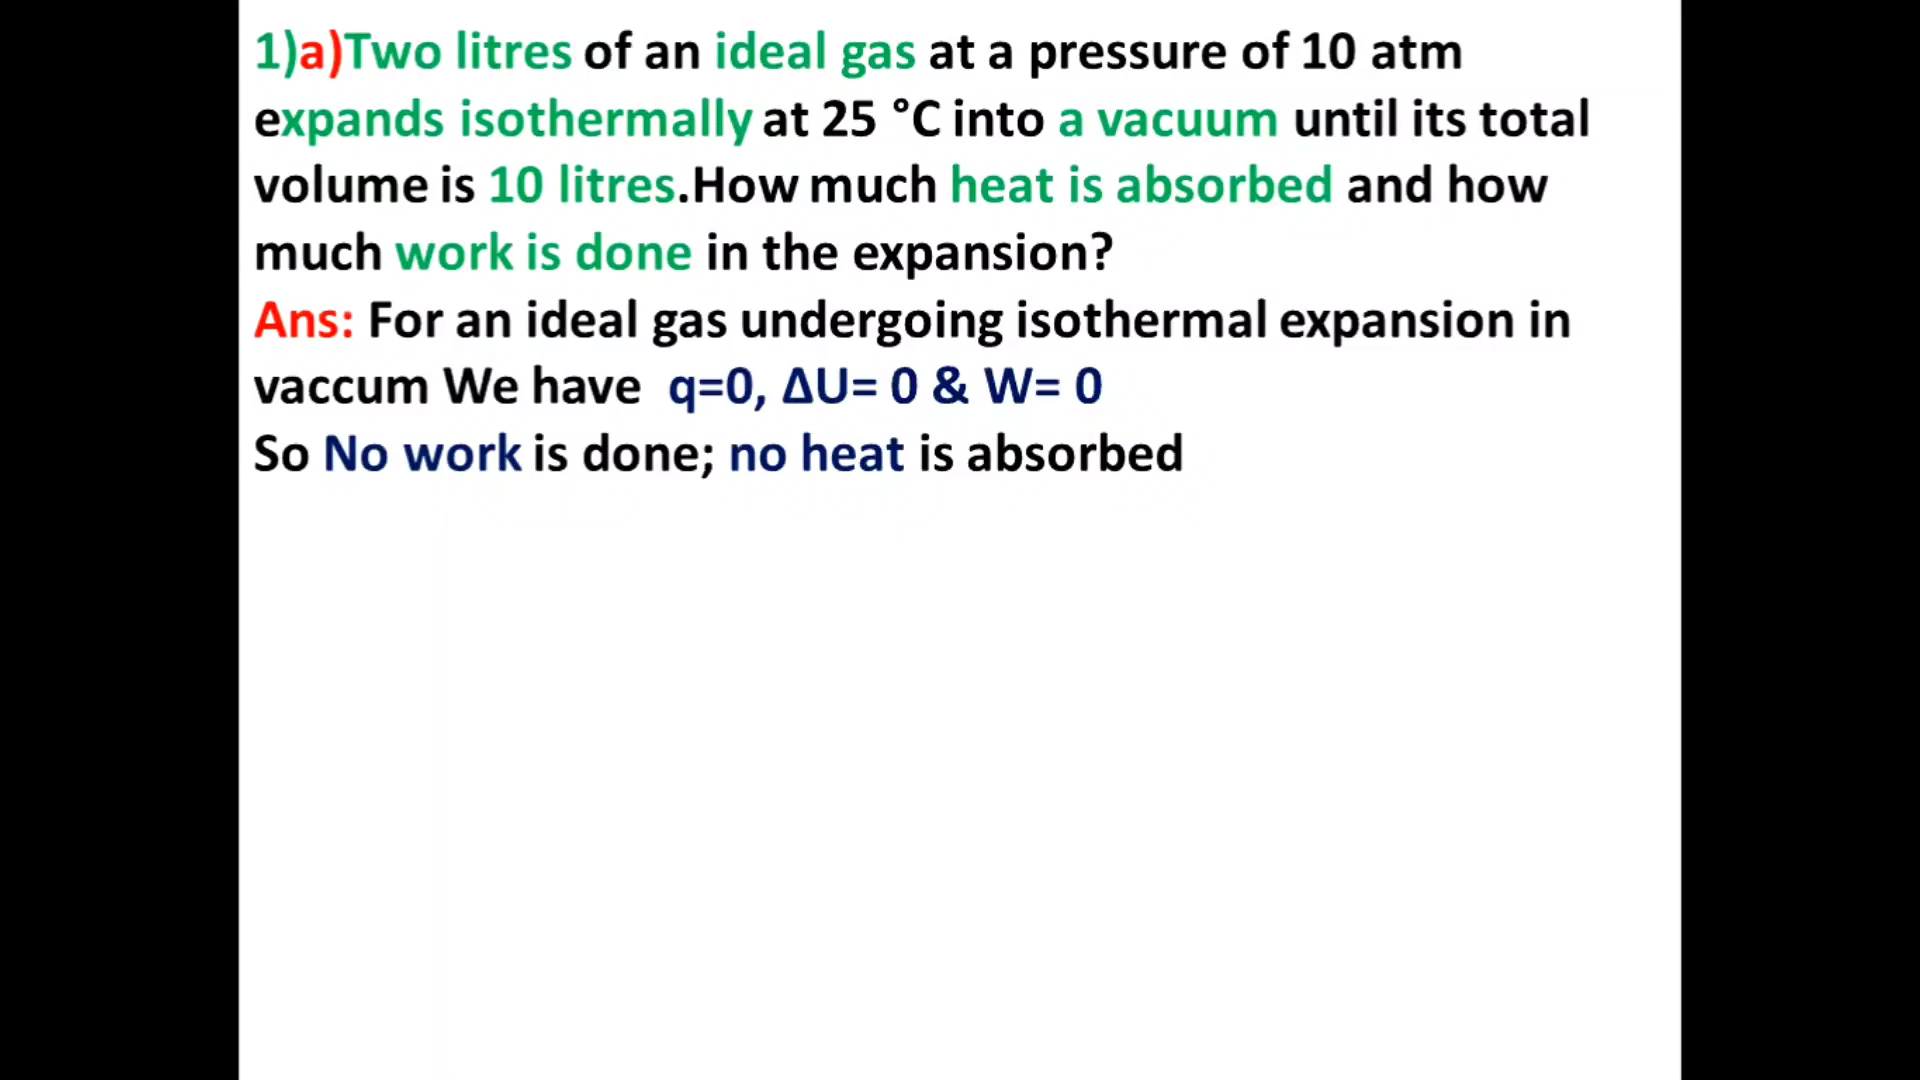 1)a)Two litres of an ideal gas at a pressure of 10 atm
expands isothermally at 25 °C into a vacuum until its total
volume is 10 litres.How much heat is absorbed and how
much work is done in the expansion?
Ans: For an ideal gas undergoing isothermal expansion in
vaccum We have q=0, ΔU= 0 & W= 0
So No work is done; no heat is absorbed